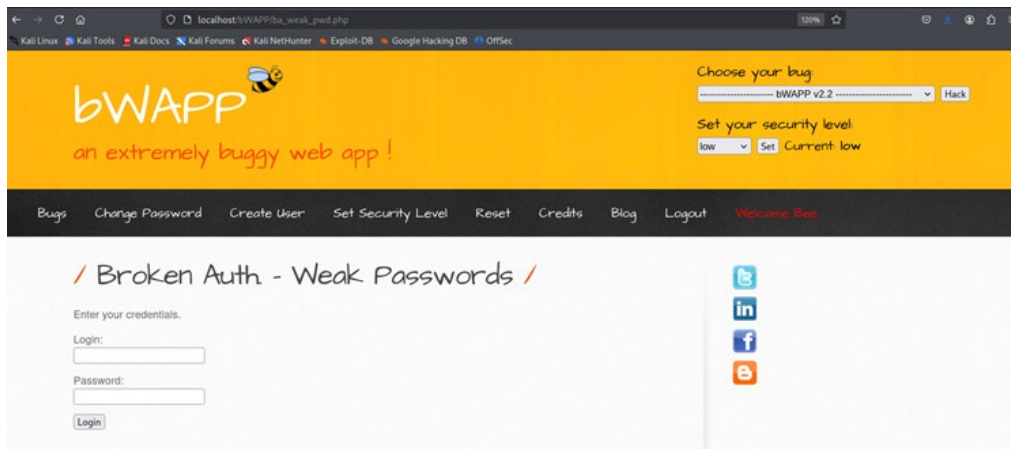 localhost/bWAPP/ba_weak_pwd.php
120%
Kali Linux Kali Tools Kali Docs Kali Forums Kali NetHunter Exploit-DB Google Hacking DB OffSec
bWAPP
an extremely buggy web app !
Choose your bug:
---------------------- bWAPP v2.2 ----------------------- Hack
Set your security level:
low Set Current: low
Bugs Change Password Create User Set Security Level Reset Credits Blog Logout Welcome Bee
/ Broken Auth. - Weak Passwords /
Enter your credentials.
Login:
Password:
Login